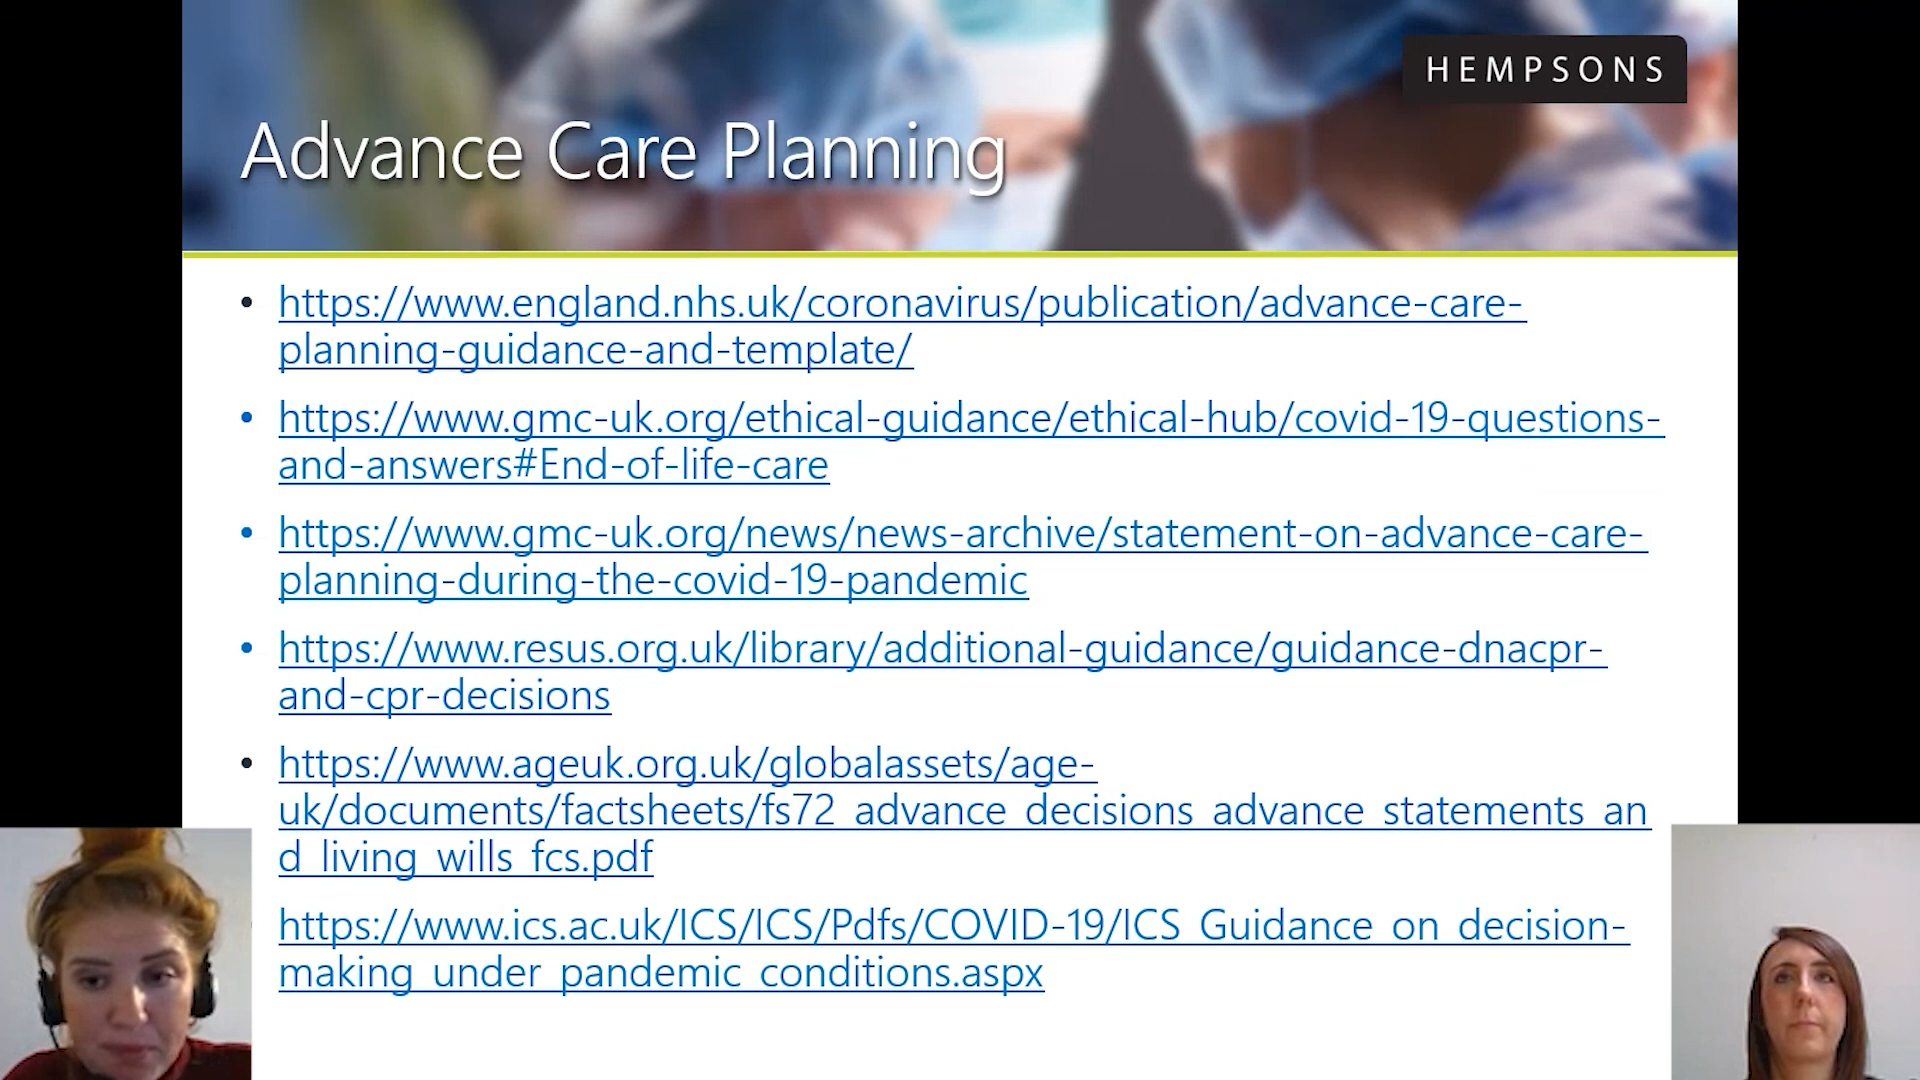 HEMPSONS
Advance Care Planning
• https://www.england.nhs.uk/coronavirus/publication/advance-care-
planning-guidance-and-template/
• https://www.gmc-uk.org/ethical-guidance/ethical-hub/covid-19-questions-
and-answers#End-of-life-care
• https://www.gmc-uk.org/news/news-archive/statement-on-advance-care-
planning-during-the-covid-19-pandemic
• https://www.resus.org.uk/library/additional-guidance/guidance-dnacpr-
and-cpr-decisions
• https://www.ageuk.org.uk/globalassets/age-
uk/documents/factsheets/fs72_advance_decisions_advance_statements_an
d_living_wills_fcs.pdf
https://www.ics.ac.uk/ICS/ICS/Pdfs/COVID-19/ICS_Guidance_on_decision-
making_under_pandemic_conditions.aspx